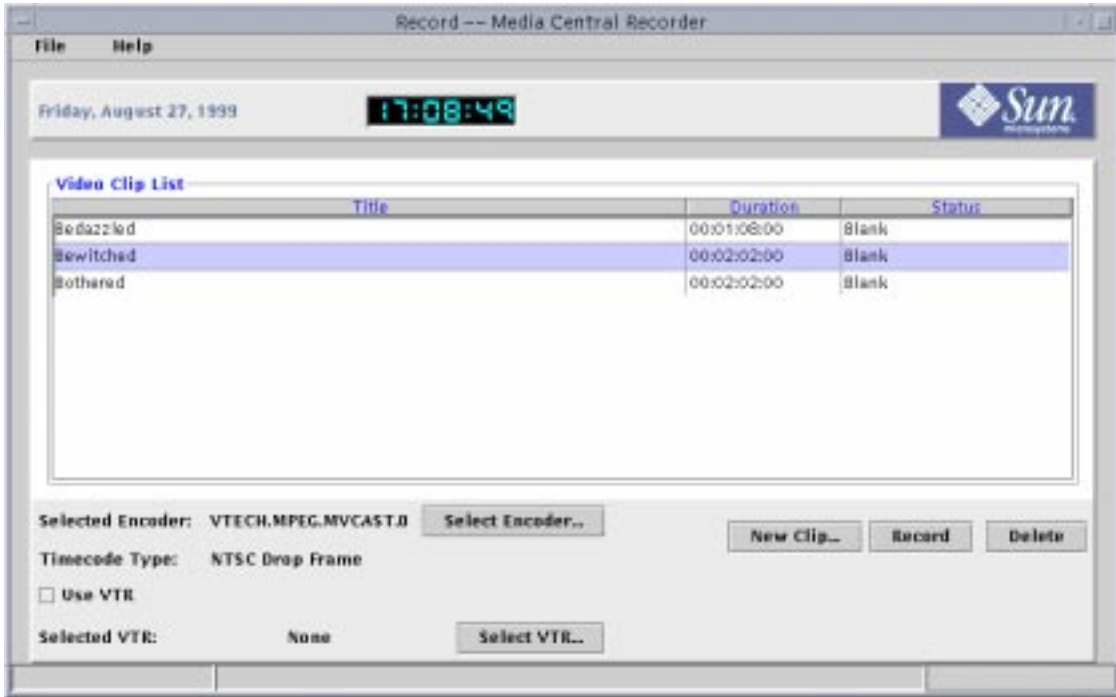 Record -- Media Central Recorder
File Help
Friday, August 27, 1999 17:08:49 Sun
microsystems
Video Clip List
Title Duration Status
Bedazzled 00:01:08:00 Blank
Bewitched 00:02:02:00 Blank
Bothered 00:02:02:00 Blank
Selected Encoder: VTECH.MPEG.MVCAST.0 Select Encoder...
New Clip... Record Delete
Timecode Type: NTSC Drop Frame
Use VTR
Selected VTR: None Select VTR...